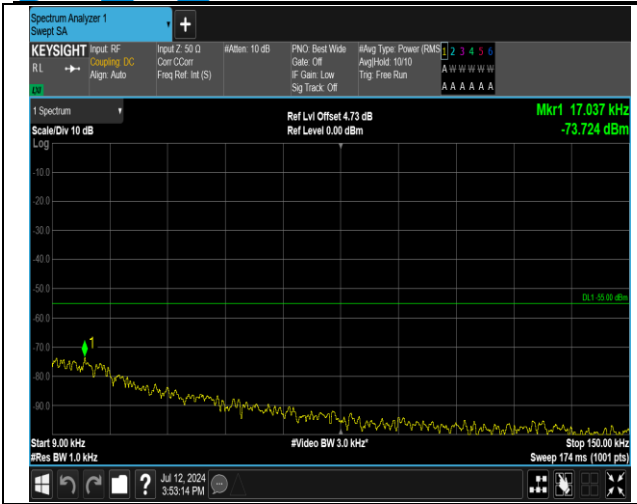 Spectrum Analyzer 1
Swept SA
+
KEYSIGHT
RL
LXI
Input: RF
Coupling: DC
Align: Auto
Input Z: 50 Ω
Corr CCorr
Freq Ref: Int (S)
#Atten: 10 dB
PNO: Best Wide
Gate: Off
IF Gain: Low
Sig Track: Off
#Avg Type: Power (RMS
Avg|Hold: 10/10
Trig: Free Run
1 2 3 4 5 6
A W W W W W
A A A A A A
1 Spectrum
Scale/Div 10 dB
Ref Lvl Offset 4.73 dB
Ref Level 0.00 dBm
Mkr1 17.037 kHz
-73.724 dBm
Log
-10.0
-20.0
-30.0
-40.0
-50.0
DL1 -55.00 dBm
-60.0
-70.0
1
-80.0
-90.0
Start 9.00 kHz
#Video BW 3.0 kHz*
Stop 150.00 kHz
#Res BW 1.0 kHz
Sweep 174 ms (1001 pts)
?
Jul 12, 2024
3:53:14 PM